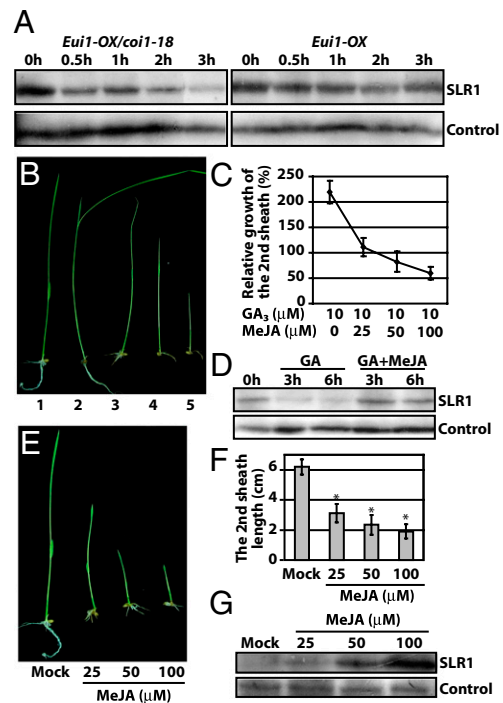 A
Eui1-OX/coi1-18 Eui1-OX
0h 0.5h 1h 2h 3h 0h 0.5h 1h 2h 3h
SLR1
Control
B
1 2 3 4 5
C
Relative growth of
the 2nd sheath (%)
250
200
150
100
50
0
GA₃ (μM) 10 10 10 10
MeJA (μM) 0 25 50 100
D
GA GA+MeJA
0h 3h 6h 3h 6h
SLR1
Control
E
Mock 25 50 100
MeJA (μM)
F
The 2nd sheath
length (cm)
6
4
2
0
* * *
Mock 25 50 100
MeJA (μM)
G
MeJA (μM)
Mock 25 50 100
SLR1
Control